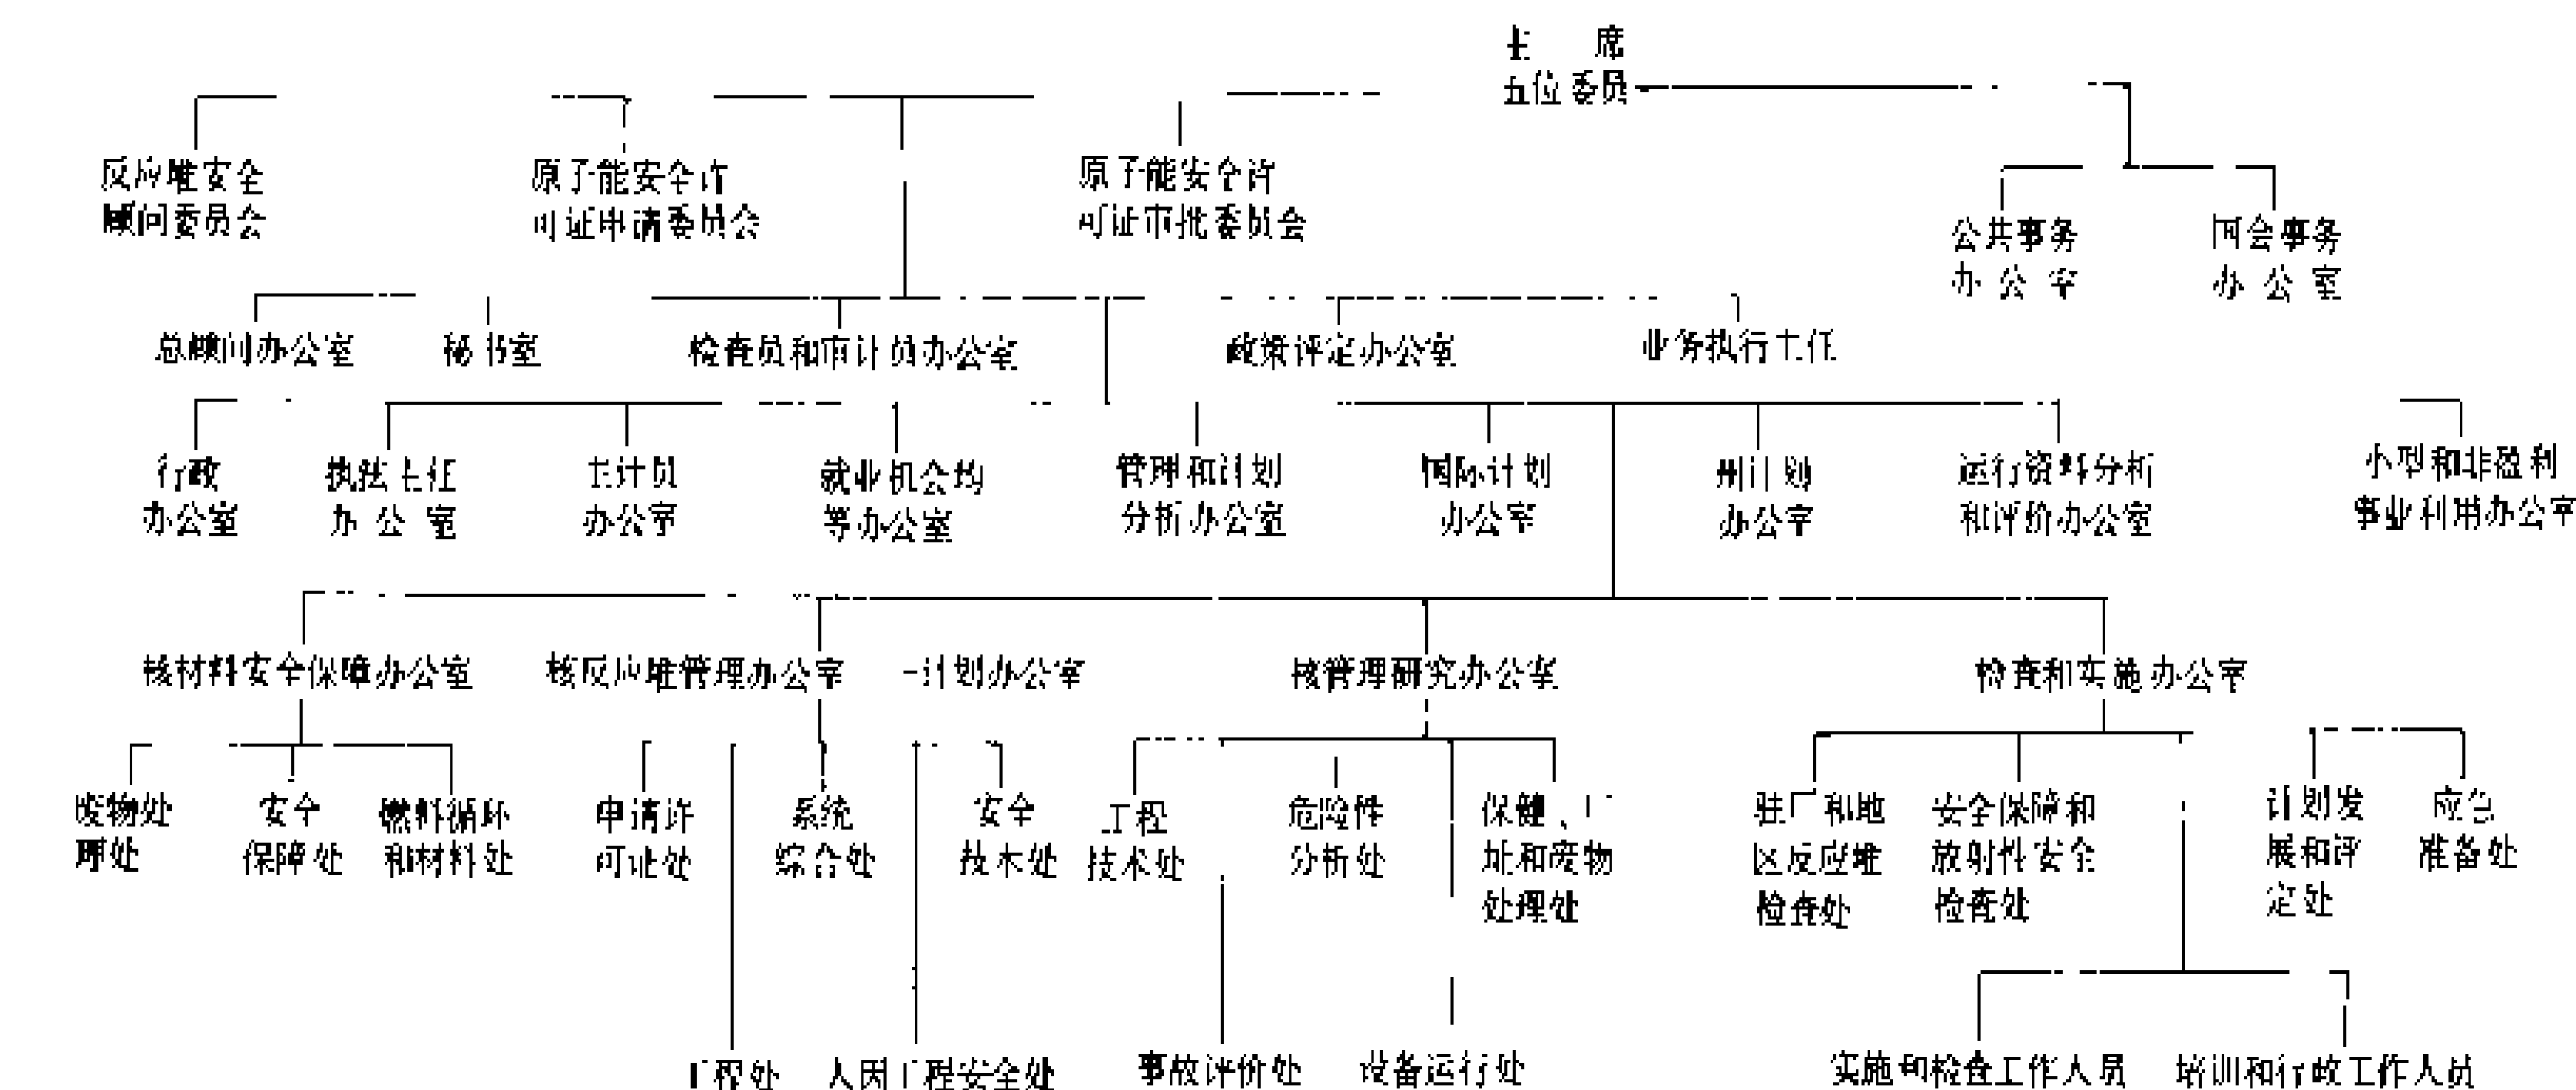 主 席
五位委员
反应堆安全
顾问委员会
原子能安全许
可证申请委员会
原子能安全许
可证审批委员会
公共事务
办公室
国会事务
办公室
总顾问办公室
秘书室
检查员和审计员办公室
政策评定办公室
业务执行主任
行政
办公室
执法主任
办公室
主计员
办公室
就业机会均
等办公室
管理和计划
分析办公室
国际计划
办公室
州计划
办公室
运行资料分析
和评价办公室
小型和非盈利
事业利用办公室
核材料安全保障办公室
核反应堆管理办公室
计划办公室
核管理研究办公室
检查和实施办公室
废物处
理处
安全
保障处
燃料循环
和材料处
申请许
可证处
系统
综合处
安全
技术处
工程
技术处
危险性
分析处
保健、厂
址和废物
处理处
驻厂和地
区反应堆
检查处
安全保障和
放射性安全
检查处
计划发
展和评
定处
应急
准备处
工程处
人因工程安全处
事故评价处
设备运行处
实施和检查工作人员
培训和行政工作人员